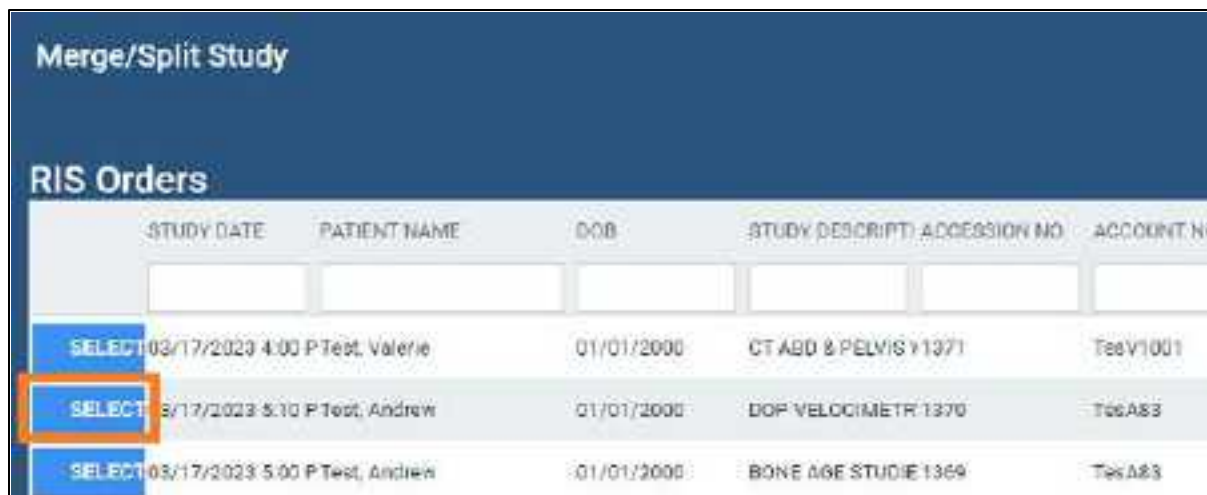 Merge/Split Study
RIS Orders
STUDY DATE PATIENT NAME DOB STUDY DESCRIPTI ACCESSION NO. ACCOUNT N
SELECT 03/17/2023 4:00 P Test, Valerie 01/01/2000 CT ABD & PELVIS 1371 TesV1001
SELECT 3/17/2023 5:10 P Test, Andrew 01/01/2000 DOP VELOCIMETR 1370 TesA83
SELECT 03/17/2023 5:00 P Test, Andrew 01/01/2000 BONE AGE STUDIE 1369 TesA83